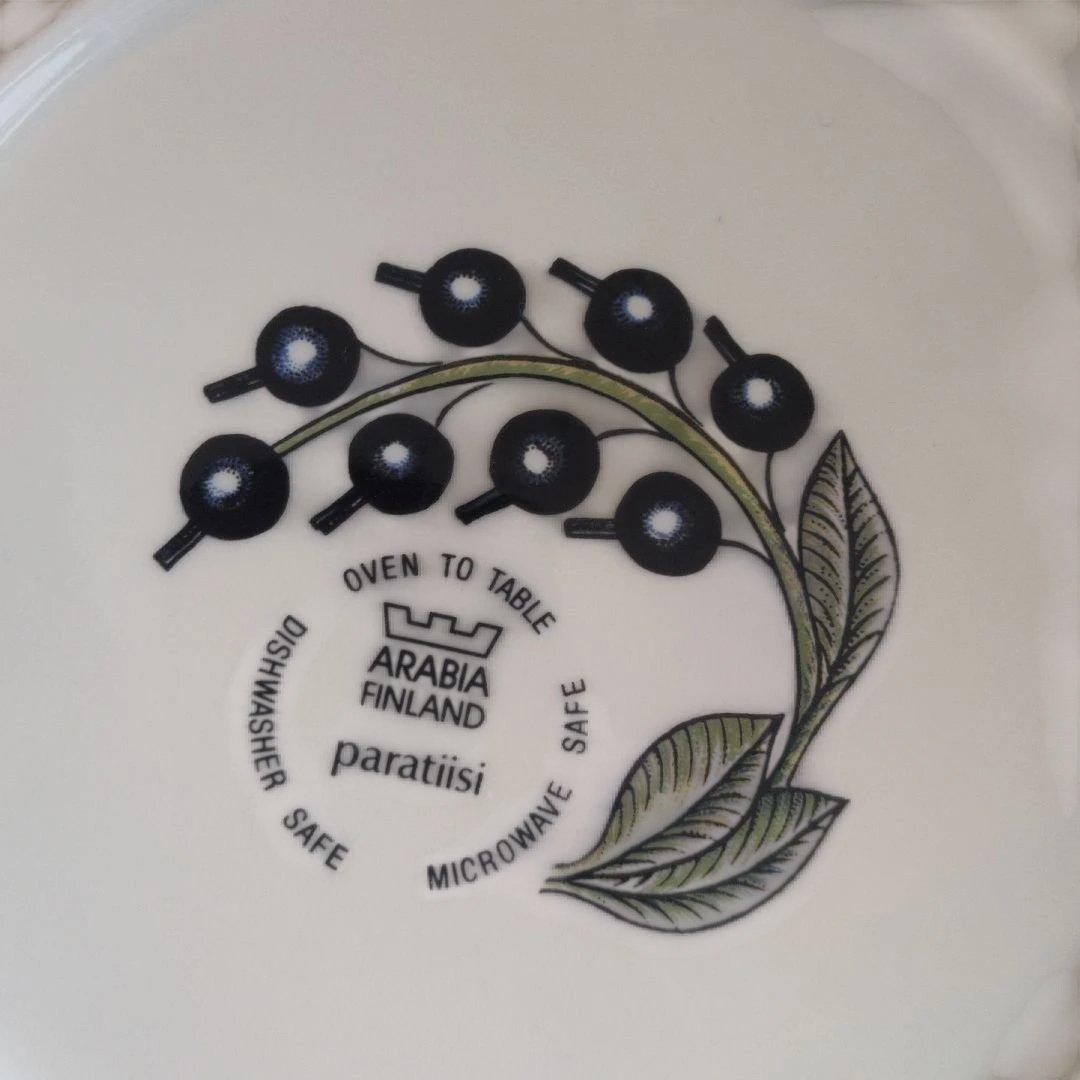 OVEN TO TABLE
ARABIA
FINLAND
paratiisi
DISHWASHER SAFE
MICROWAVE SAFE